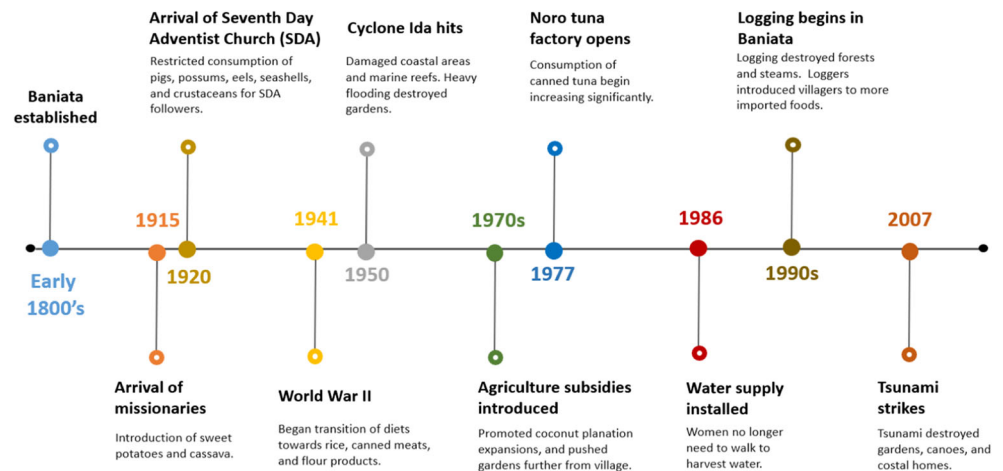 Baniata
established
Early
1800's
1915
Arrival of
missionaries
Introduction of sweet
potatoes and cassava.
Arrival of Seventh Day
Adventist Church (SDA)
Restricted consumption of
pigs, possums, eels, seashells,
and crustaceans for SDA
followers.
1920
1941
World War II
Began transition of diets
towards rice, canned meats,
and flour products.
Cyclone Ida hits
Damaged coastal areas
and marine reefs. Heavy
flooding destroyed
gardens.
1950
1970s
Agriculture subsidies
introduced
Promoted coconut planation
expansions, and pushed
gardens further from village.
Noro tuna
factory opens
Consumption of
canned tuna begin
increasing significantly.
1977
1986
Water supply
installed
Women no longer
need to walk to
harvest water.
Logging begins in
Baniata
Logging destroyed forests
and steams. Loggers
introduced villagers to more
imported foods.
1990s
2007
Tsunami
strikes
Tsunami destroyed
gardens, canoes, and
costal homes.